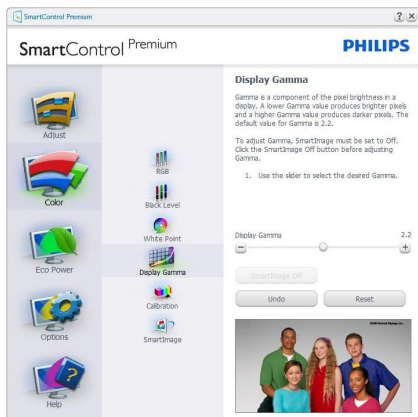 SmartControl Premium
SmartControl Premium
PHILIPS
Adjust
Color
Eco Power
Options
Help
RGB
Black Level
White Point
Display Gamma
Calibration
SmartImage
Display Gamma
Gamma is a component of the pixel brightness in a
display. A lower Gamma value produces brighter pixels
and a higher Gamma value produces darker pixels. The
default value for Gamma is 2.2.
To adjust Gamma, SmartImage must be set to Off.
Click the SmartImage Off button before adjusting
Gamma.
1. Use the slider to select the desired Gamma.
Display Gamma 2.2
SmartImage Off
Undo Reset